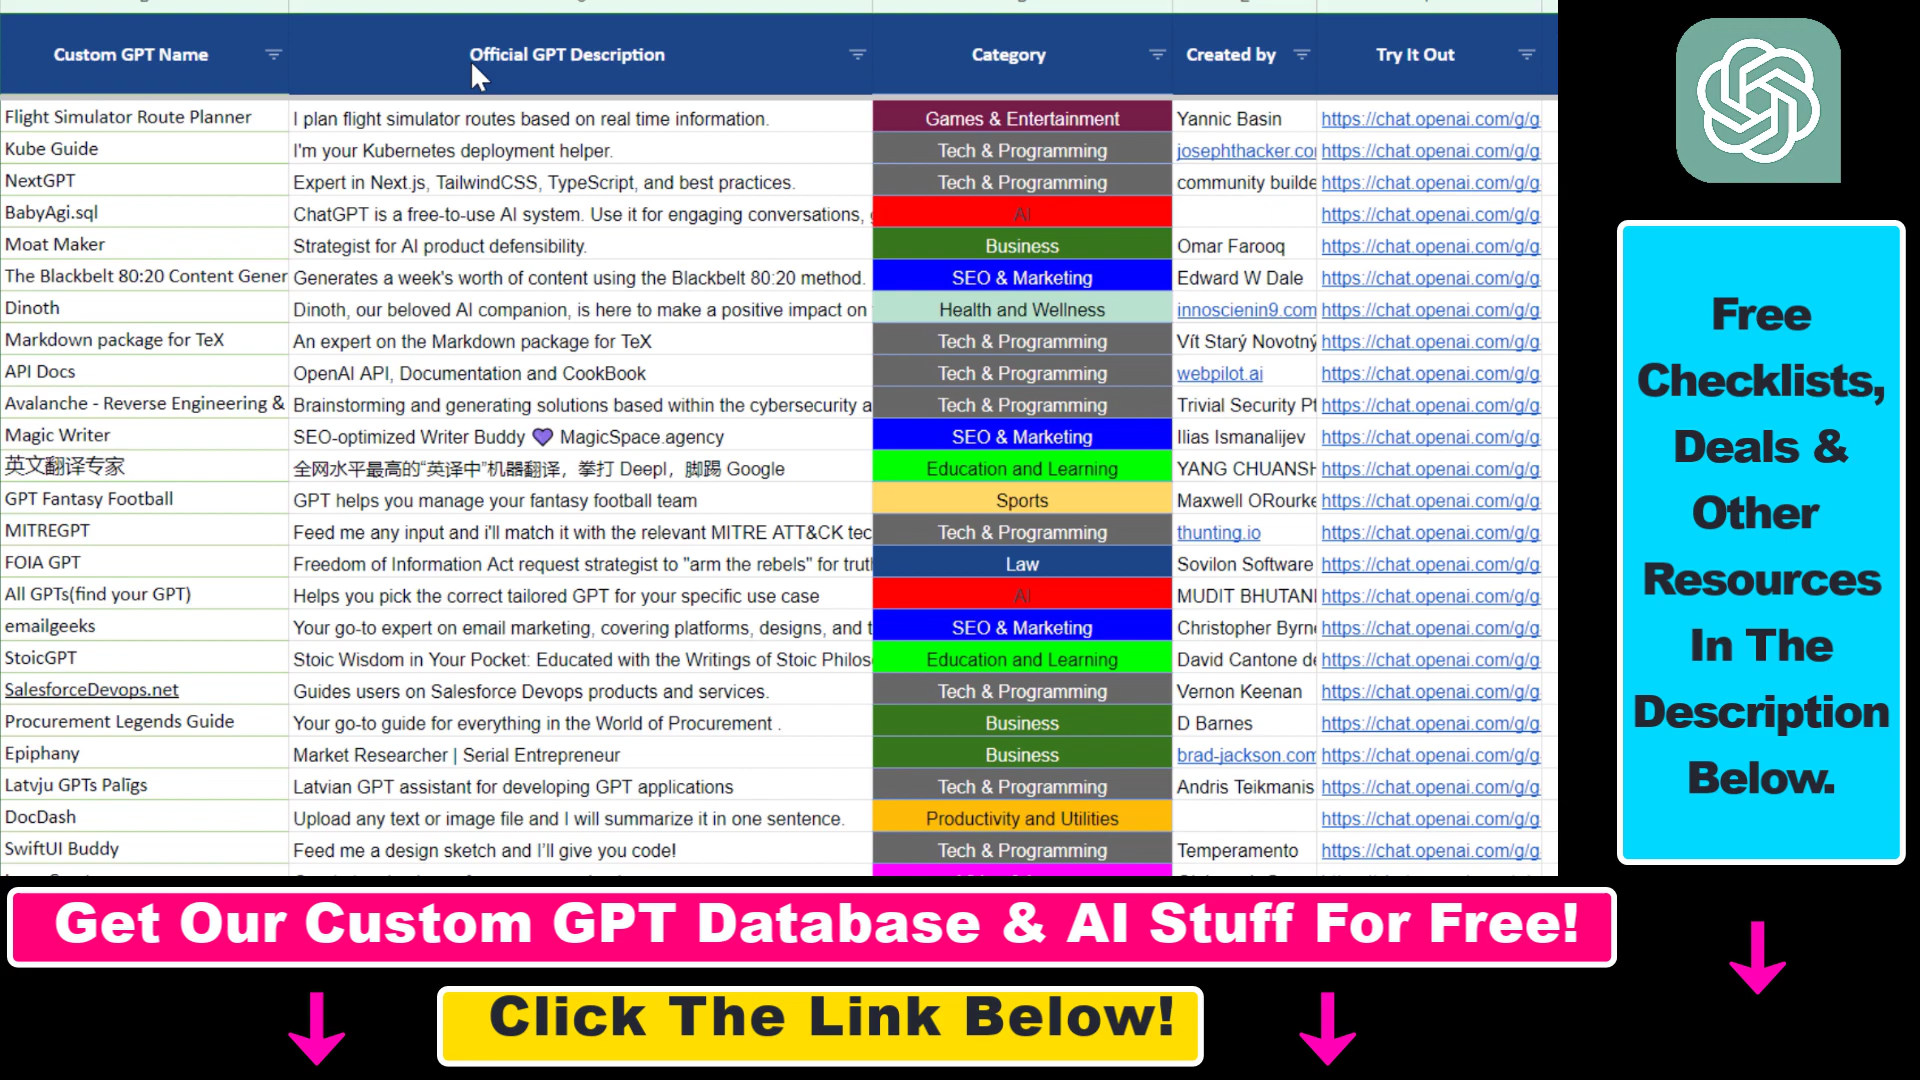 Custom GPT Name Official GPT Description Category Created by Try It Out
Flight Simulator Route Planner I plan flight simulator routes based on real time information. Games & Entertainment Yannic Basin https://chat.openai.com/g/g
Kube Guide I'm your Kubernetes deployment helper. Tech & Programming josephthacker.co https://chat.openai.com/g/g
NextGPT Expert in Next.js, TailwindCSS, TypeScript, and best practices. Tech & Programming community builde https://chat.openai.com/g/g
BabyAgi.sql ChatGPT is a free-to-use AI system. Use it for engaging conversations, AI https://chat.openai.com/g/g
Moat Maker Strategist for AI product defensibility. Business Omar Farooq https://chat.openai.com/g/g
The Blackbelt 80:20 Content Gener Generates a week's worth of content using the Blackbelt 80:20 method. SEO & Marketing Edward W Dale https://chat.openai.com/g/g
Dinoth Dinoth, our beloved AI companion, is here to make a positive impact on Health and Wellness innoscienin9.com https://chat.openai.com/g/g
Markdown package for TeX An expert on the Markdown package for TeX Tech & Programming Vít Starý Novotný https://chat.openai.com/g/g
API Docs OpenAI API, Documentation and CookBook Tech & Programming webpilot.ai https://chat.openai.com/g/g
Avalanche - Reverse Engineering & Brainstorming and generating solutions based within the cybersecurity a Tech & Programming Trivial Security Pt https://chat.openai.com/g/g
Magic Writer SEO-optimized Writer Buddy 💜 MagicSpace.agency SEO & Marketing Ilias Ismanalijev https://chat.openai.com/g/g
英文翻译专家 全网水平最高的“英译中”机器翻译，拳打 Deepl，脚踢 Google Education and Learning YANG CHUANSH https://chat.openai.com/g/g
GPT Fantasy Football GPT helps you manage your fantasy football team Sports Maxwell ORourke https://chat.openai.com/g/g
MITREGPT Feed me any input and i'll match it with the relevant MITRE ATT&CK tec Tech & Programming thunting.io https://chat.openai.com/g/g
FOIA GPT Freedom of Information Act request strategist to "arm the rebels" for trut Law Sovilon Software https://chat.openai.com/g/g
All GPTs(find your GPT) Helps you pick the correct tailored GPT for your specific use case AI MUDIT BHUTANI https://chat.openai.com/g/g
emailgeeks Your go-to expert on email marketing, covering platforms, designs, and t SEO & Marketing Christopher Byrn https://chat.openai.com/g/g
StoicGPT Stoic Wisdom in Your Pocket: Educated with the Writings of Stoic Philos Education and Learning David Cantone de https://chat.openai.com/g/g
SalesforceDevops.net Guides users on Salesforce Devops products and services. Tech & Programming Vernon Keenan https://chat.openai.com/g/g
Procurement Legends Guide Your go-to guide for everything in the World of Procurement . Business D Barnes https://chat.openai.com/g/g
Epiphany Market Researcher | Serial Entrepreneur Business brad-jackson.com https://chat.openai.com/g/g
Latvju GPTs Palīgs Latvian GPT assistant for developing GPT applications Tech & Programming Andris Teikmanis https://chat.openai.com/g/g
DocDash Upload any text or image file and I will summarize it in one sentence. Productivity and Utilities https://chat.openai.com/g/g
SwiftUI Buddy Feed me a design sketch and I’ll give you code! Tech & Programming Temperamento https://chat.openai.com/g/g
Free
Checklists,
Deals &
Other
Resources
In The
Description
Below.
Get Our Custom GPT Database & AI Stuff For Free!
Click The Link Below!